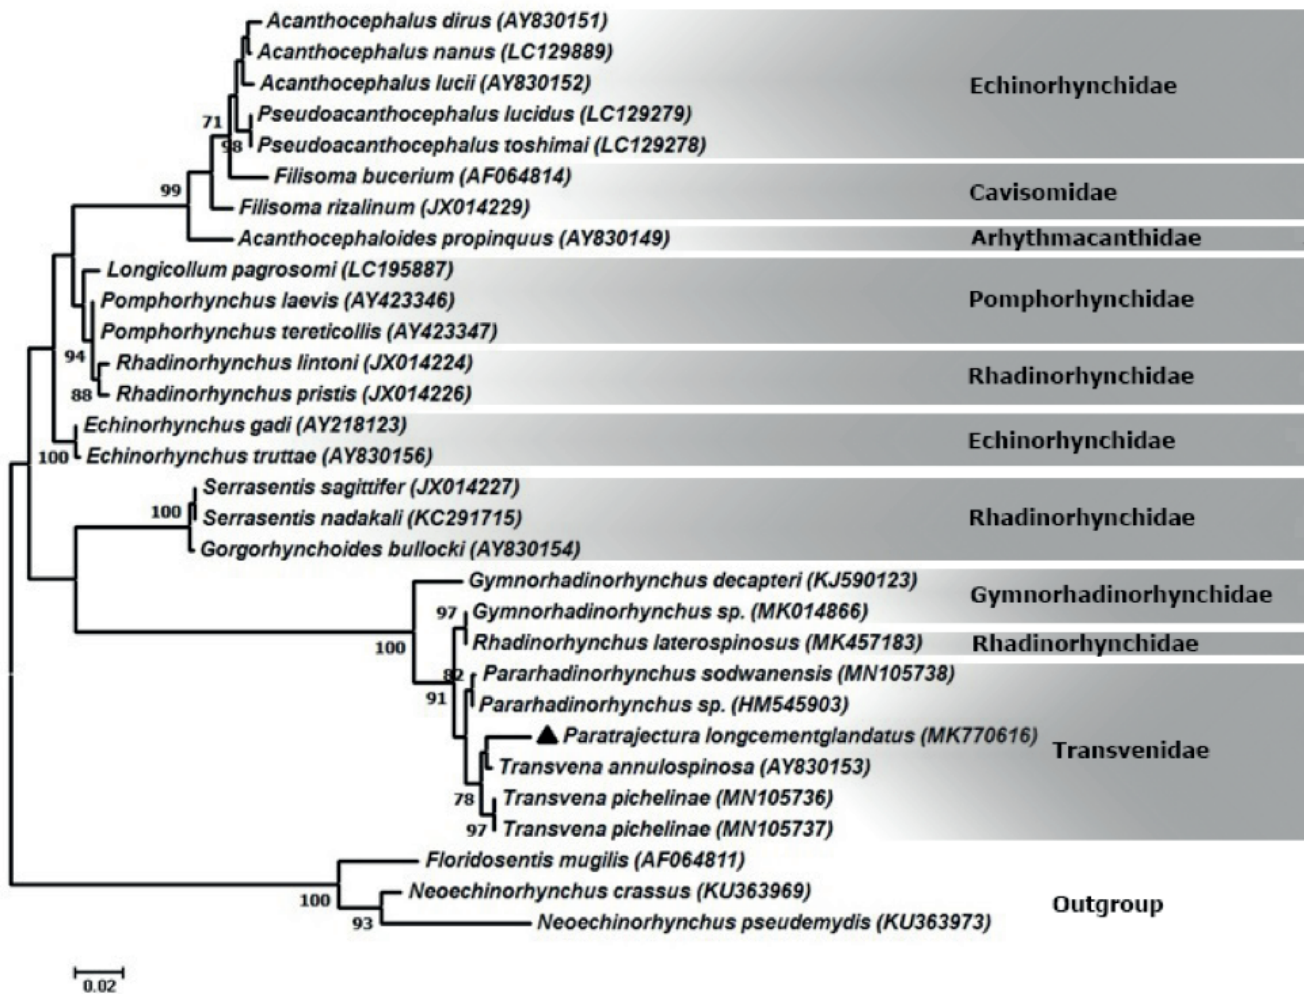 Acanthocephalus dirus (AY830151)
Acanthocephalus nanus (LC129889)
Acanthocephalus lucii (AY830152)
Echinorhynchidae
Pseudoacanthocephalus lucidus (LC129279)
71
98
Pseudoacanthocephalus toshimai (LC129278)
Filisoma bucerium (AF064814)
99
Cavisomidae
Filisoma rizalinum (JX014229)
Acanthocephaloides propinquus (AY830149)
Arhythmacanthidae
Longicollum pagrosomi (LC195887)
Pomphorhynchus laevis (AY423346)
Pomphorhynchidae
Pomphorhynchus tereticollis (AY423347)
94
Rhadinorhynchus lintoni (JX014224)
Rhadinorhynchidae
88
Rhadinorhynchus pristis (JX014226)
Echinorhynchus gadi (AY218123)
Echinorhynchidae
100
Echinorhynchus truttae (AY830156)
Serrasentis sagittifer (JX014227)
100
Serrasentis nadakali (KC291715)
Rhadinorhynchidae
Gorgorhynchoides bullocki (AY830154)
Gymnorhadinorhynchus decapteri (KJ590123)
Gymnorhadinorhynchidae
97
Gymnorhadinorhynchus sp. (MK014866)
Rhadinorhynchus laterospinosus (MK457183)
Rhadinorhynchidae
100
82
Pararhadinorhynchus sodwanensis (MN105738)
91
Pararhadinorhynchus sp. (HM545903)
Paratrajectura longcementglandatus (MK770616)
Transvenidae
Transvena annulospinosa (AY830153)
78
Transvena pichelinae (MN105736)
97
Transvena pichelinae (MN105737)
Floridosentis mugilis (AF064811)
100
Neoechinorhynchus crassus (KU363969)
Outgroup
93
Neoechinorhynchus pseudemydis (KU363973)
0.02